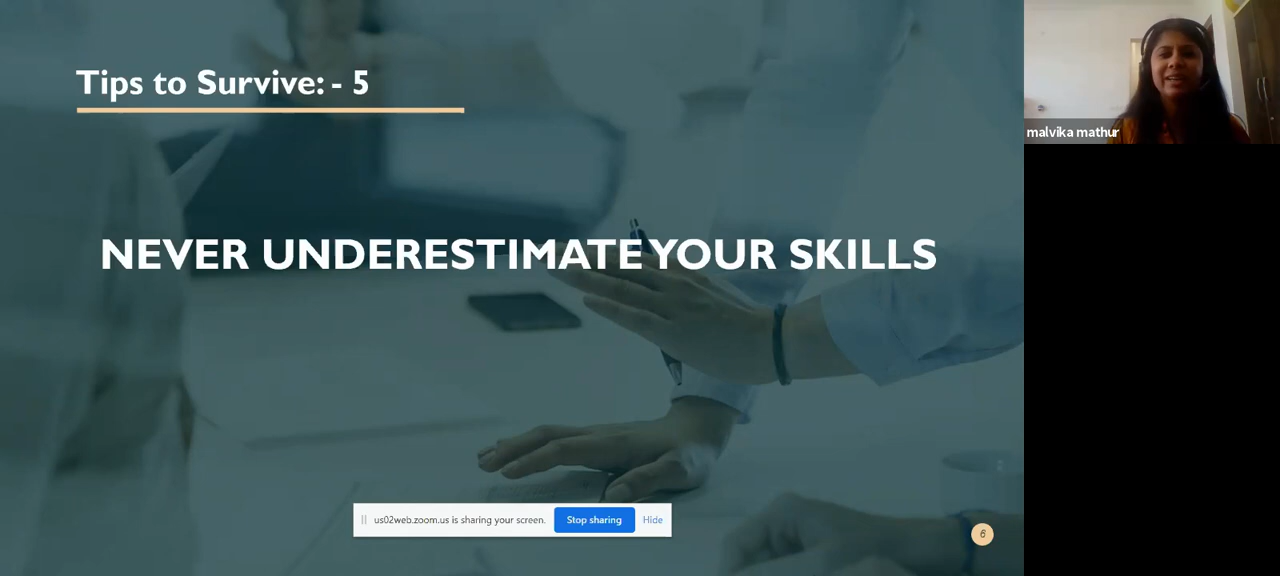 Tips to Survive: - 5
malvika mathur
NEVER UNDERESTIMATE YOUR SKILLS
us02web.zoom.us is sharing your screen. Stop sharing Hide
6